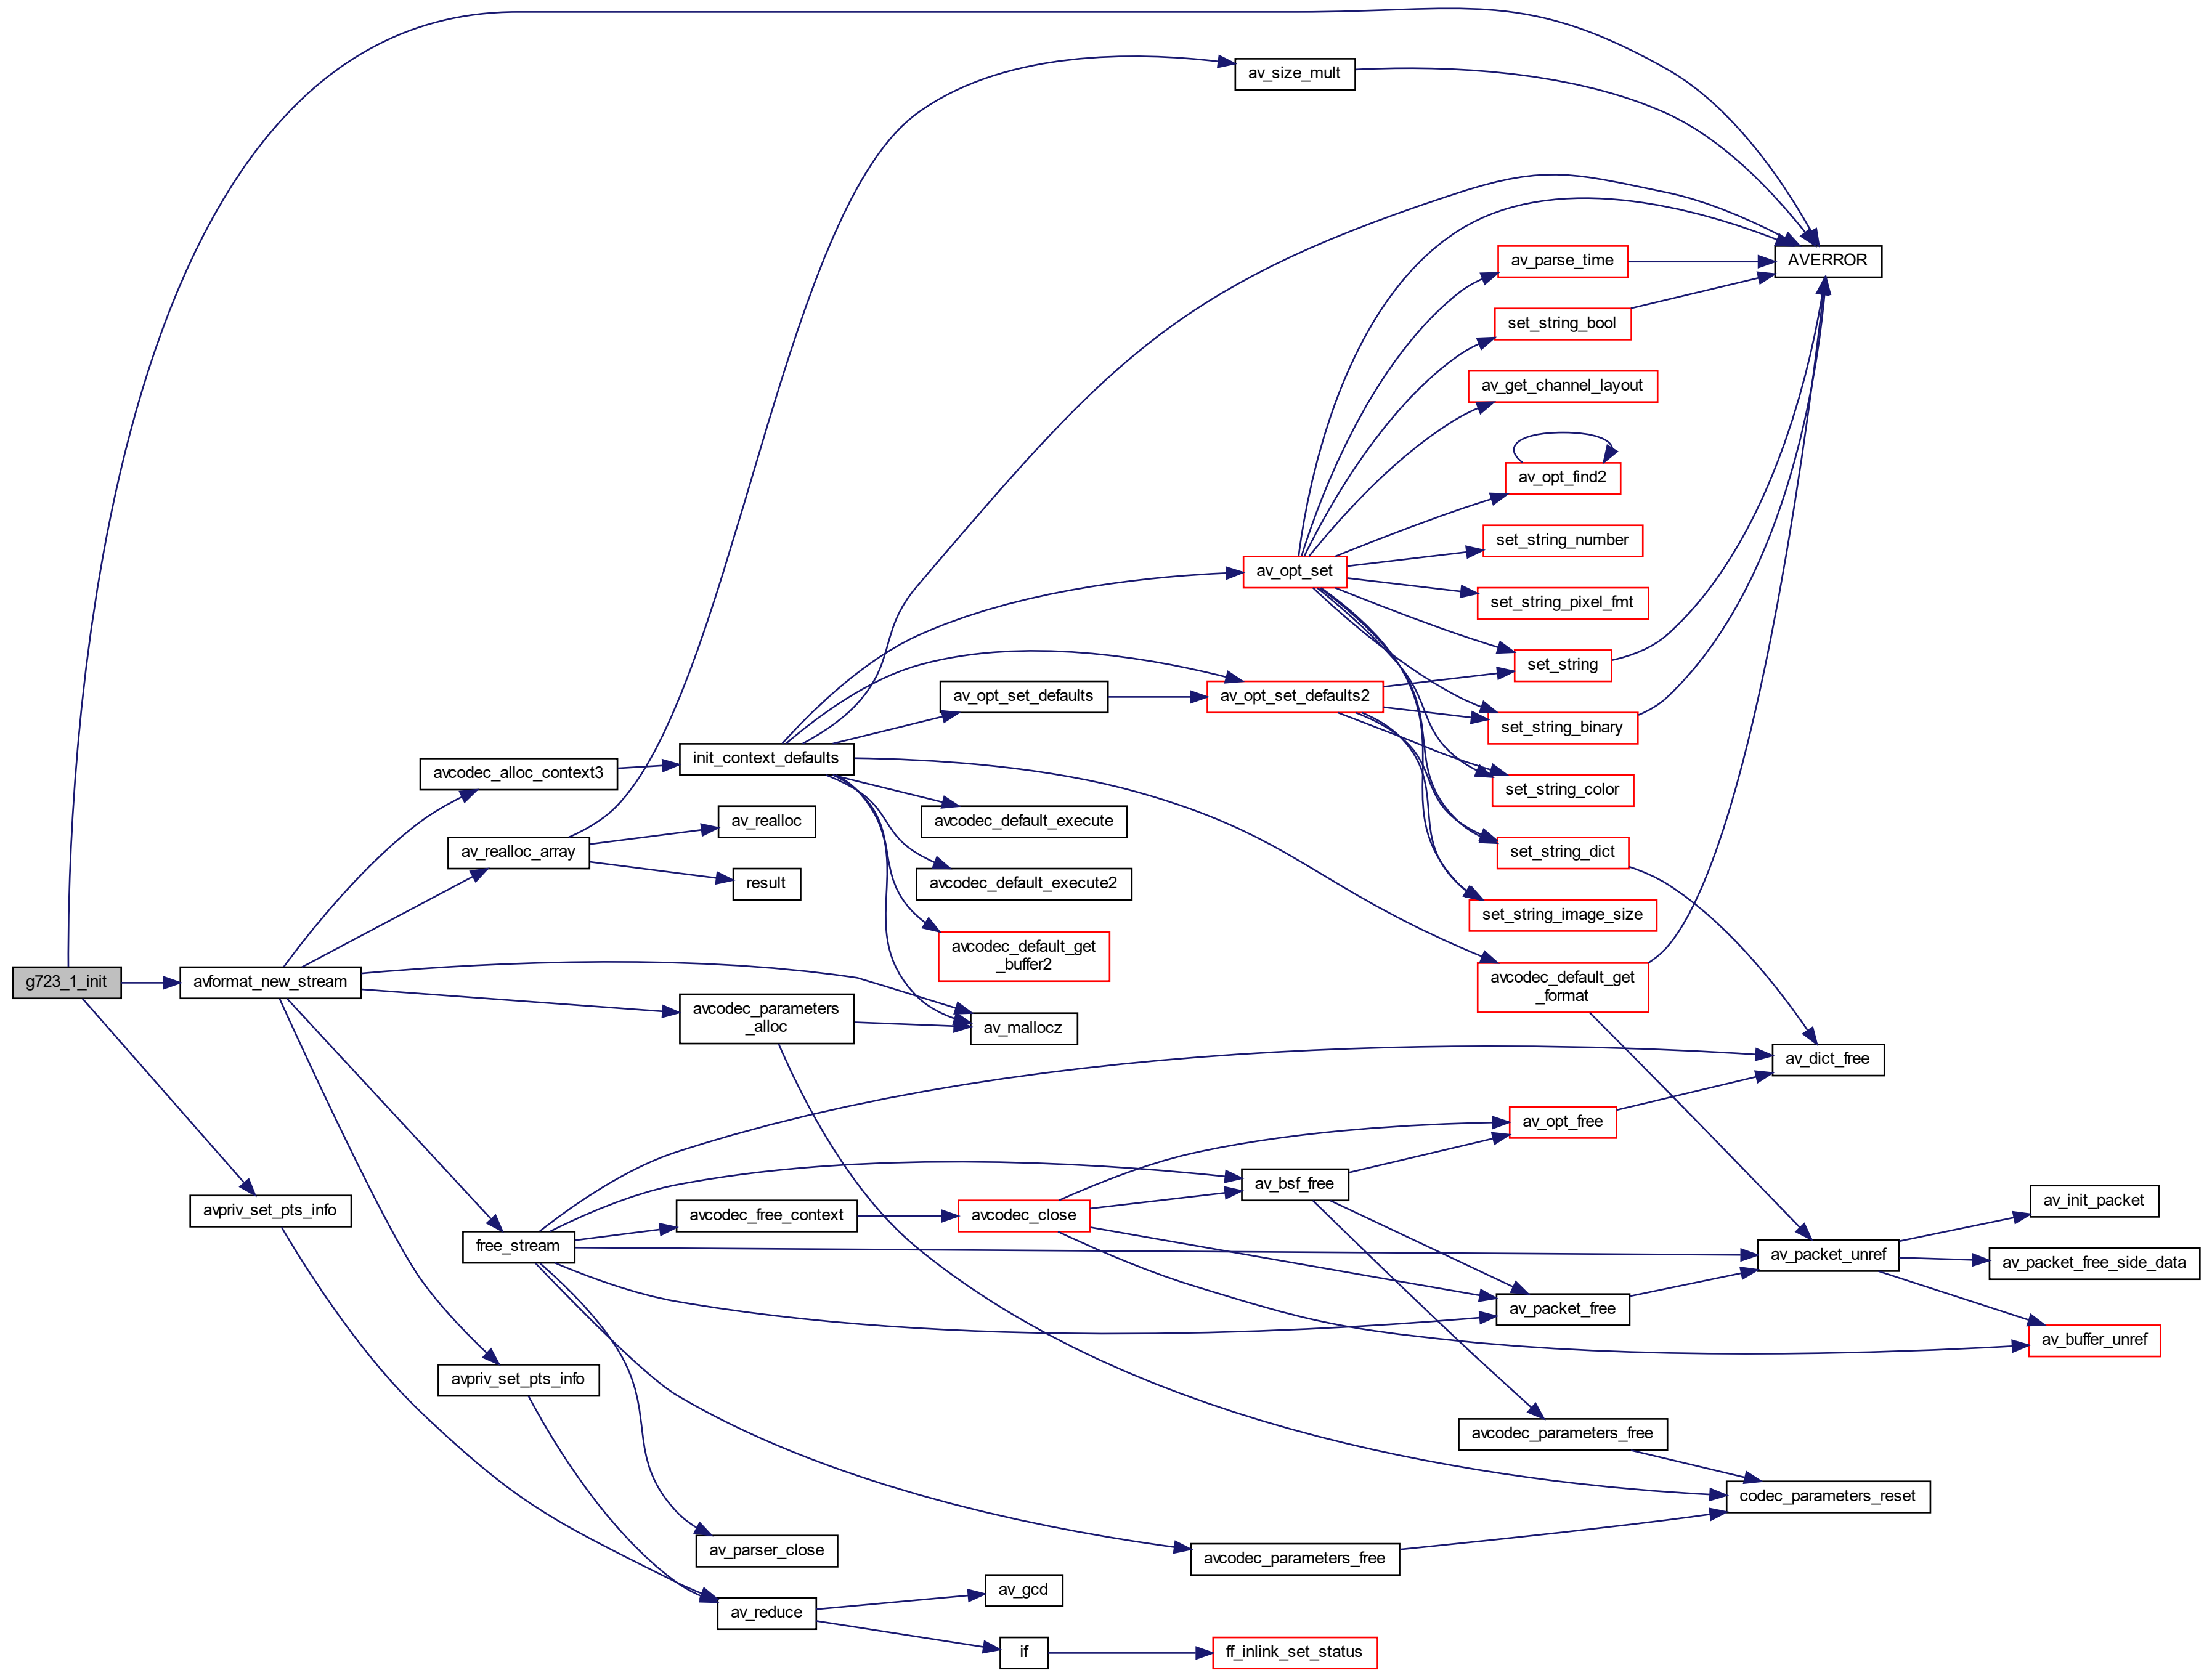 av_size_mult
AVERROR
av_parse_time
set_string_bool
av_get_channel_layout
av_opt_find2
set_string_number
av_opt_set
set_string_pixel_fmt
set_string
av_opt_set_defaults
av_opt_set_defaults2
set_string_binary
init_context_defaults
avcodec_alloc_context3
set_string_color
av_realloc
avcodec_default_execute
av_realloc_array
set_string_dict
result
avcodec_default_execute2
set_string_image_size
avcodec_default_get
_buffer2
g723_1_init
avformat_new_stream
avcodec_default_get
_format
avcodec_parameters
_alloc
av_mallocz
av_dict_free
av_opt_free
av_bsf_free
av_init_packet
avpriv_set_pts_info
avcodec_free_context
avcodec_close
free_stream
av_packet_unref
av_packet_free_side_data
av_packet_free
av_buffer_unref
avpriv_set_pts_info
avcodec_parameters_free
codec_parameters_reset
av_parser_close
avcodec_parameters_free
av_gcd
av_reduce
if
ff_inlink_set_status